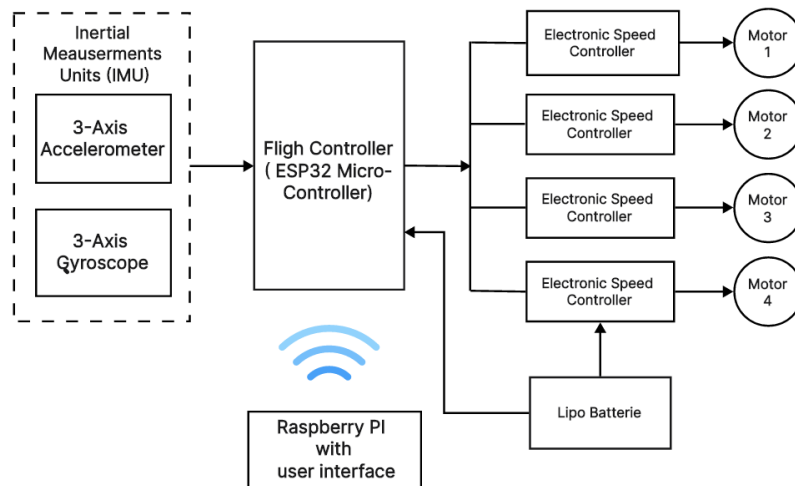 Inertial
Meauserments
Units (IMU)
3-Axis
Accelerometer
3-Axis
Gyroscope
Fligh Controller
( ESP32 Micro-
Controller)
Electronic Speed
Controller
Motor
1
Electronic Speed
Controller
Motor
2
Electronic Speed
Controller
Motor
3
Electronic Speed
Controller
Motor
4
Lipo Batterie
Raspberry PI
with
user interface